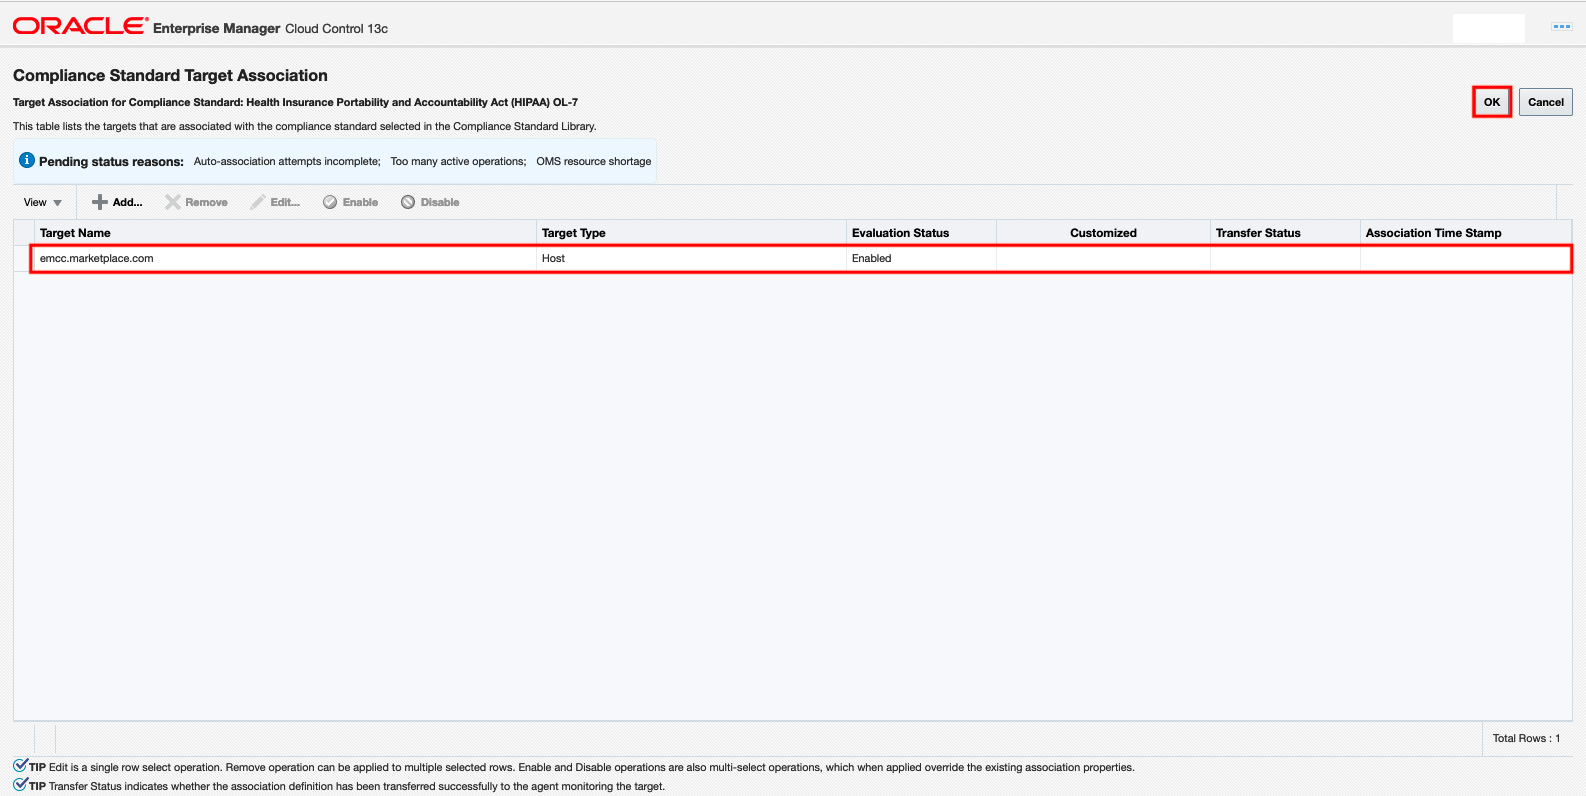 ORACLE® Enterprise Manager Cloud Control 13c
Compliance Standard Target Association
Target Association for Compliance Standard: Health Insurance Portability and Accountability Act (HIPAA) OL-7
OK Cancel
This table lists the targets that are associated with the compliance standard selected in the Compliance Standard Library.
Pending status reasons: Auto-association attempts incomplete; Too many active operations; OMS resource shortage
View Add... Remove Edit... Enable Disable
Target Name Target Type Evaluation Status Customized Transfer Status Association Time Stamp
emcc.marketplace.com Host Enabled
Total Rows : 1
TIP Edit is a single row select operation. Remove operation can be applied to multiple selected rows. Enable and Disable operations are also multi-select operations, which when applied override the existing association properties.
TIP Transfer Status indicates whether the association definition has been transferred successfully to the agent monitoring the target.